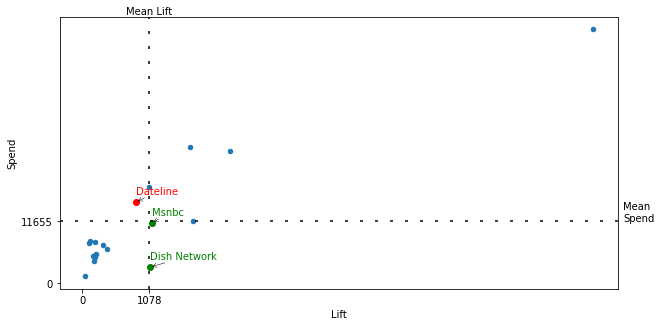 Mean Lift
Spend
Dateline
Msnbc
Mean
Spend
11655
Dish Network
0
0
1078
Lift